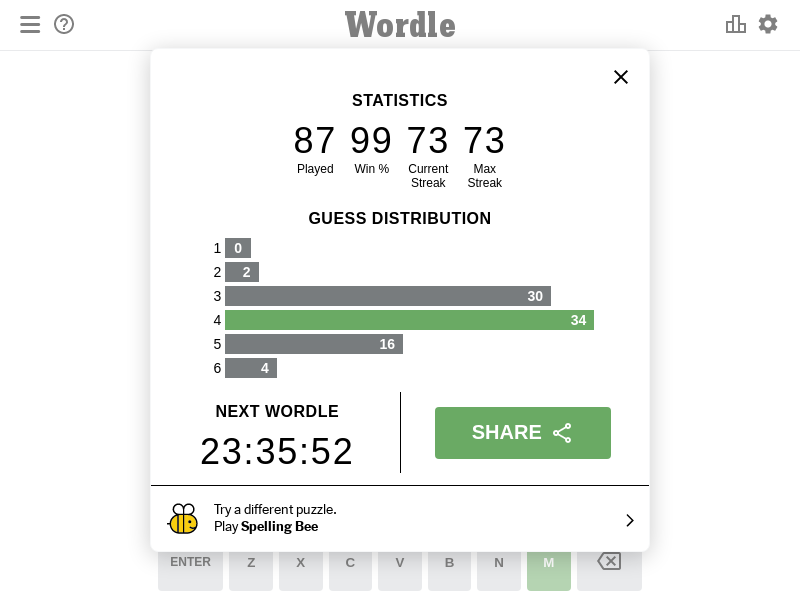 Wordle
STATISTICS
87 99 73 73
Played Win % Current Streak Max Streak
GUESS DISTRIBUTION
1 0
2 2
3 30
4 34
5 16
6 4
NEXT WORDLE
23:35:52
SHARE
Try a different puzzle.
Play Spelling Bee
ENTER Z X C V B N M